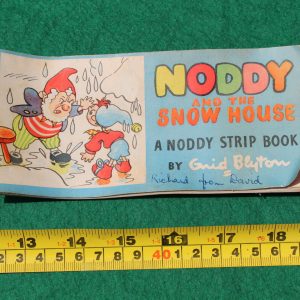 NODDY
AND THE
SNOW HOUSE
A NODDY STRIP BOOK
BY Enid Blyton
Richard from David
13 14 15 16 17 18
40